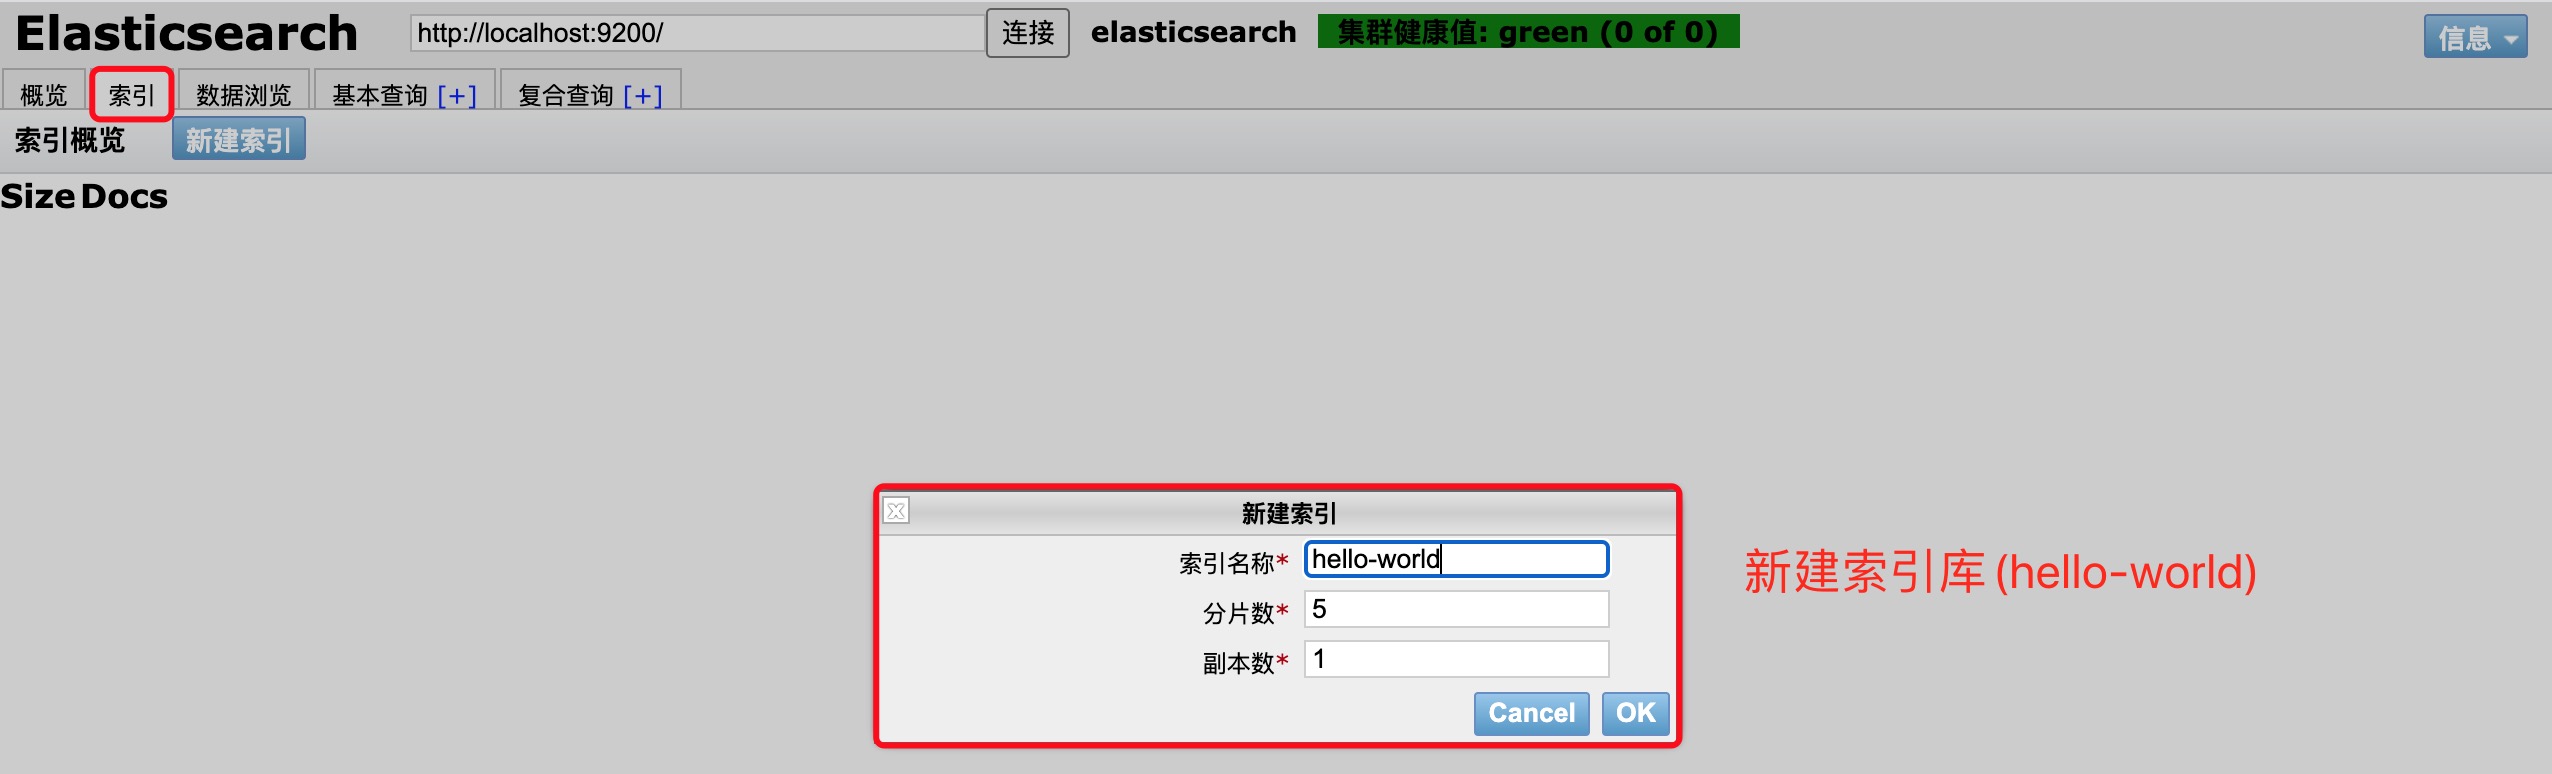 Elasticsearch http://localhost:9200/ 连接 elasticsearch 集群健康值: green (0 of 0) 信息
概览 索引 数据浏览 基本查询 [+] 复合查询 [+]
索引概览 新建索引
Size Docs
新建索引
索引名称* hello-world
新建索引库 (hello-world)
分片数* 5
副本数* 1
Cancel OK